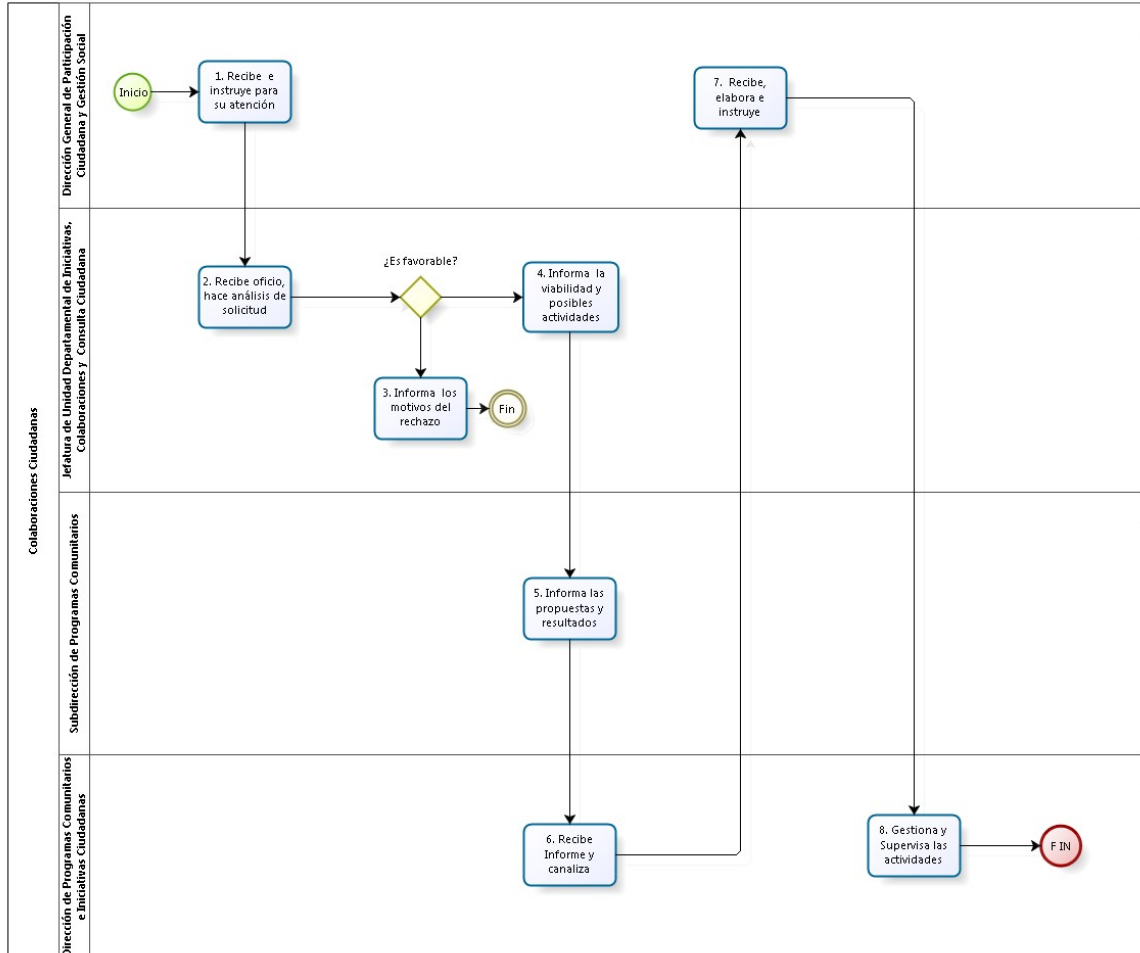 Colaboraciones Ciudadanas
Dirección General de Participación
Ciudadana y Gestión Social
Inicio
1. Recibe e
instruye para
su atención
7. Recibe,
elabora e
instruye
Jefatura de Unidad Departamental de Iniciativas,
Colaboraciones y Consulta Ciudadana
2. Recibe oficio,
hace análisis de
solicitud
¿Es favorable?
4. Informa la
viabilidad y
posibles
actividades
3. Informa los
motivos del
rechazo
Fin
Subdirección de Programas Comunitarios
5. Informa las
propuestas y
resultados
Dirección de Programas Comunitarios
e Iniciativas Ciudadanas
6. Recibe
Informe y
canaliza
8. Gestiona y
Supervisa las
actividades
F IN